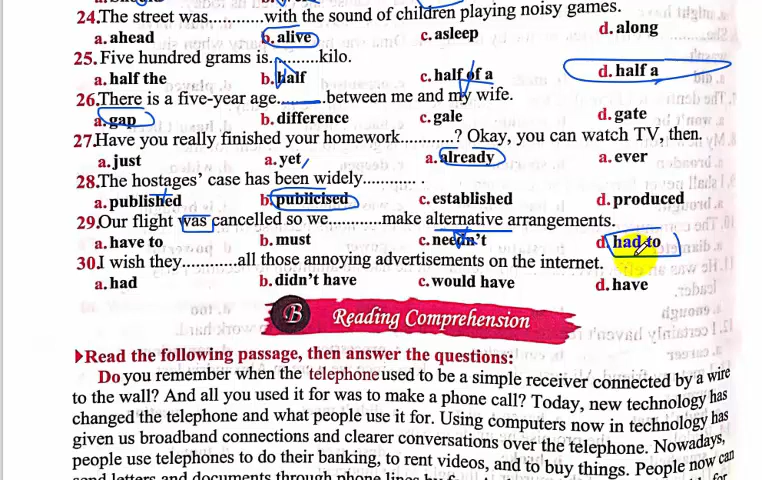 24.The street was............with the sound of children playing noisy games.
a. ahead b. alive c. asleep d. along
25. Five hundred grams is..........kilo.
a. half the b. half c. half of a d. half a
26.There is a five-year age.........between me and my wife.
a. gap b. difference c. gale d. gate
27.Have you really finished your homework............? Okay, you can watch TV, then.
a. just a. yet a. already a. ever
28.The hostages' case has been widely............
a. published b. publicised c. established d. produced
29.Our flight was cancelled so we............make alternative arrangements.
a. have to b. must c. needn't d. had to
30.I wish they............all those annoying advertisements on the internet.
a. had b. didn't have c. would have d. have
B Reading Comprehension
▶Read the following passage, then answer the questions:
Do you remember when the telephone used to be a simple receiver connected by a wire
to the wall? And all you used it for was to make a phone call? Today, new technology has
changed the telephone and what people use it for. Using computers now in technology has
given us broadband connections and clearer conversations over the telephone. Nowadays,
people use telephones to do their banking, to rent videos, and to buy things. People now can
send letters and documents through phone lines by